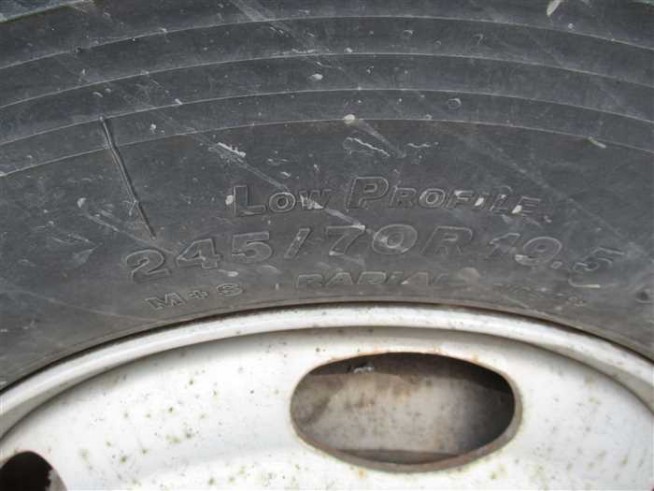 LOW PROFILE
245/70R19.5
M+S RADIAL